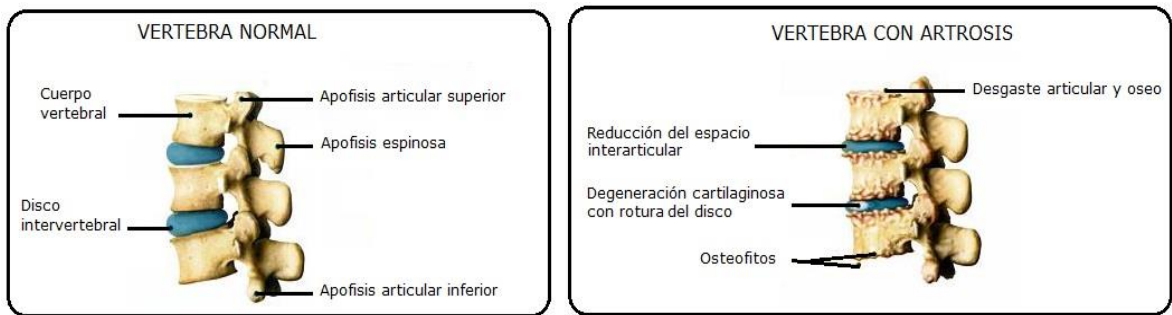 VERTEBRA NORMAL
Cuerpo
vertebral
Apofisis articular superior
Apofisis espinosa
Disco
intervertebral
Apofisis articular inferior
VERTEBRA CON ARTROSIS
Desgaste articular y oseo
Reducción del espacio
interarticular
Degeneración cartilaginosa
con rotura del disco
Osteofitos